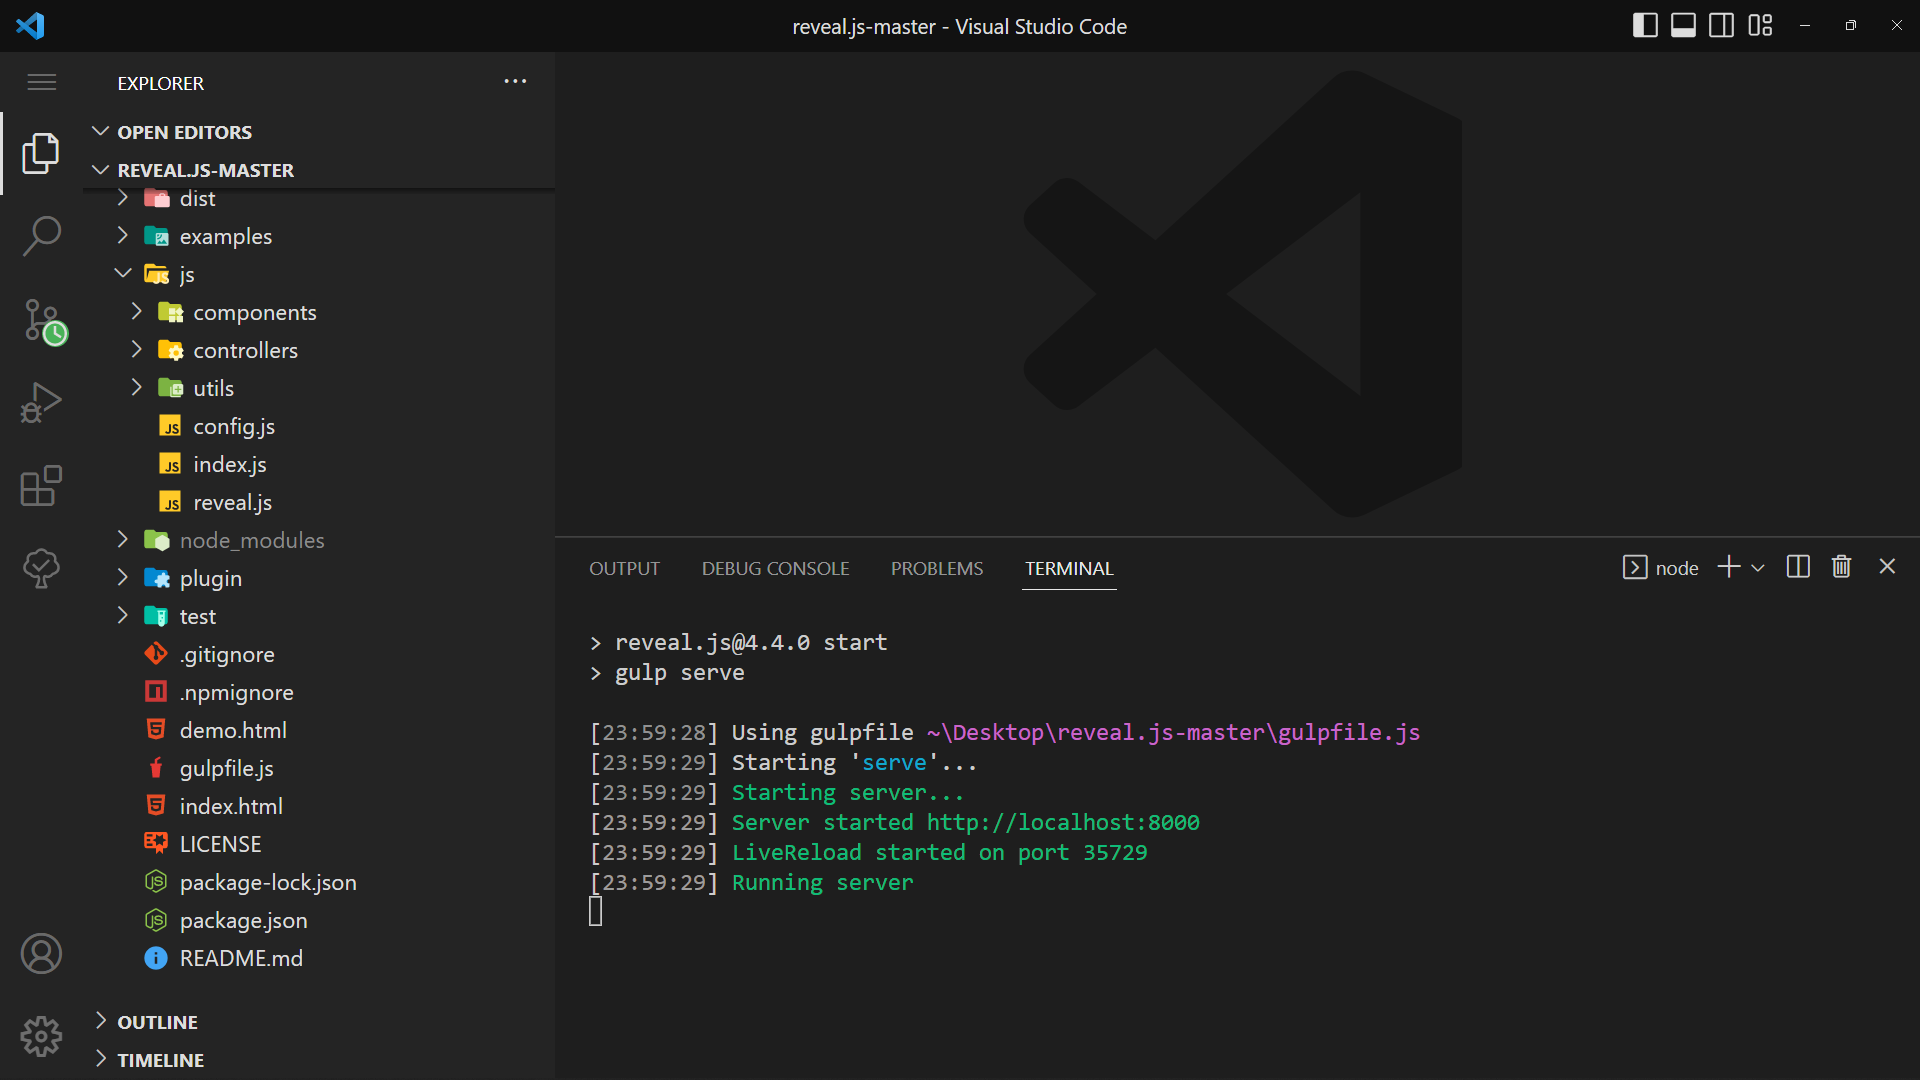 reveal.js-master - Visual Studio Code
EXPLORER
OPEN EDITORS
REVEAL.JS-MASTER
dist
examples
js
components
controllers
utils
JS config.js
JS index.js
JS reveal.js
node_modules
plugin
test
.gitignore
.npmignore
demo.html
gulpfile.js
index.html
LICENSE
package-lock.json
package.json
README.md
OUTLINE
TIMELINE
OUTPUT DEBUG CONSOLE PROBLEMS TERMINAL node
> reveal.js@4.4.0 start
> gulp serve
[23:59:28] Using gulpfile ~\Desktop\reveal.js-master\gulpfile.js
[23:59:29] Starting 'serve'...
[23:59:29] Starting server...
[23:59:29] Server started http://localhost:8000
[23:59:29] LiveReload started on port 35729
[23:59:29] Running server